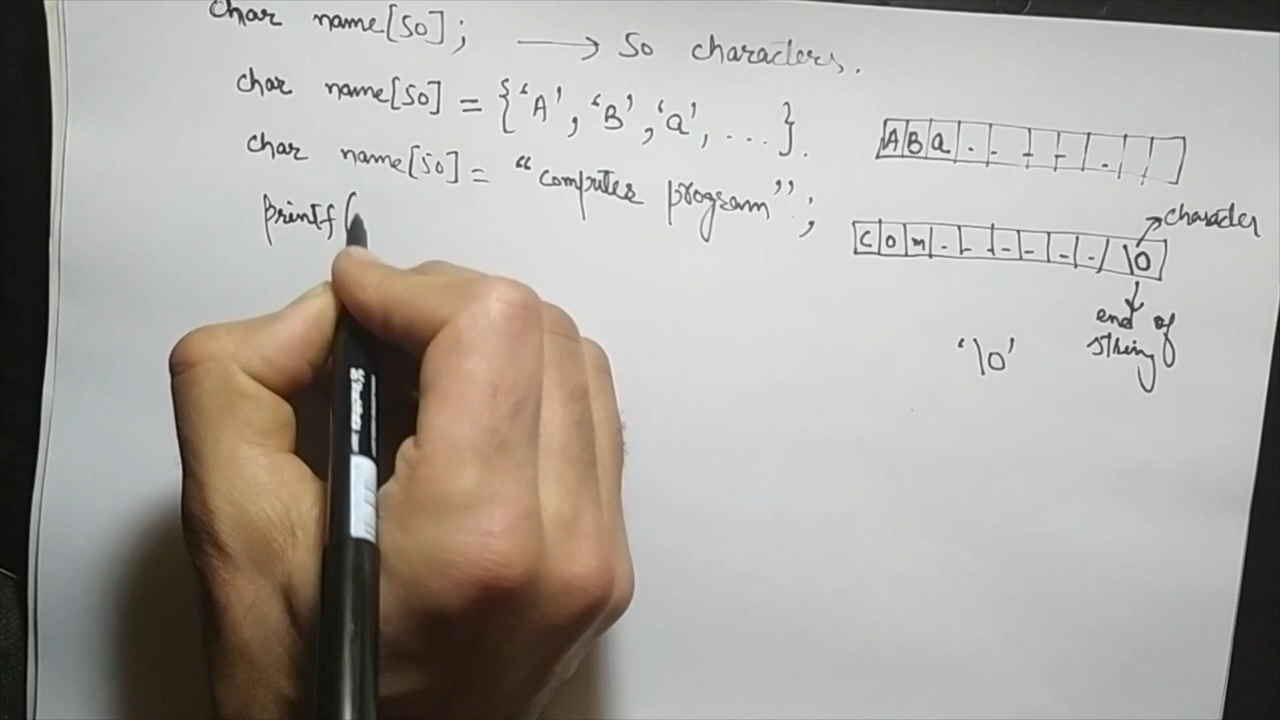 char name[50]; → 50 characters.
char name[50] = {'A', 'B', 'a', ...}.
A B a . - - - . 
char name[50] = "computer program";
character
C O m . - - - - - - \0
printf(
end of
string
'\0'